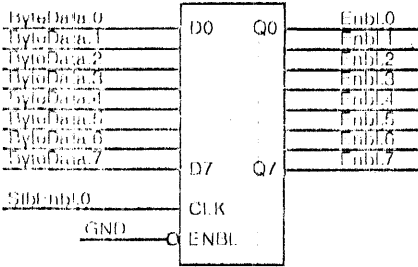 ByteData.0 D0 Q0 Enbl.0
ByteData.1 Enbl.1
ByteData.2 Enbl.2
ByteData.3 Enbl.3
ByteData.4 Enbl.4
ByteData.5 Enbl.5
ByteData.6 Enbl.6
ByteData.7 D7 Q7 Enbl.7
StbEnbl.0 CLK
GND ENBL